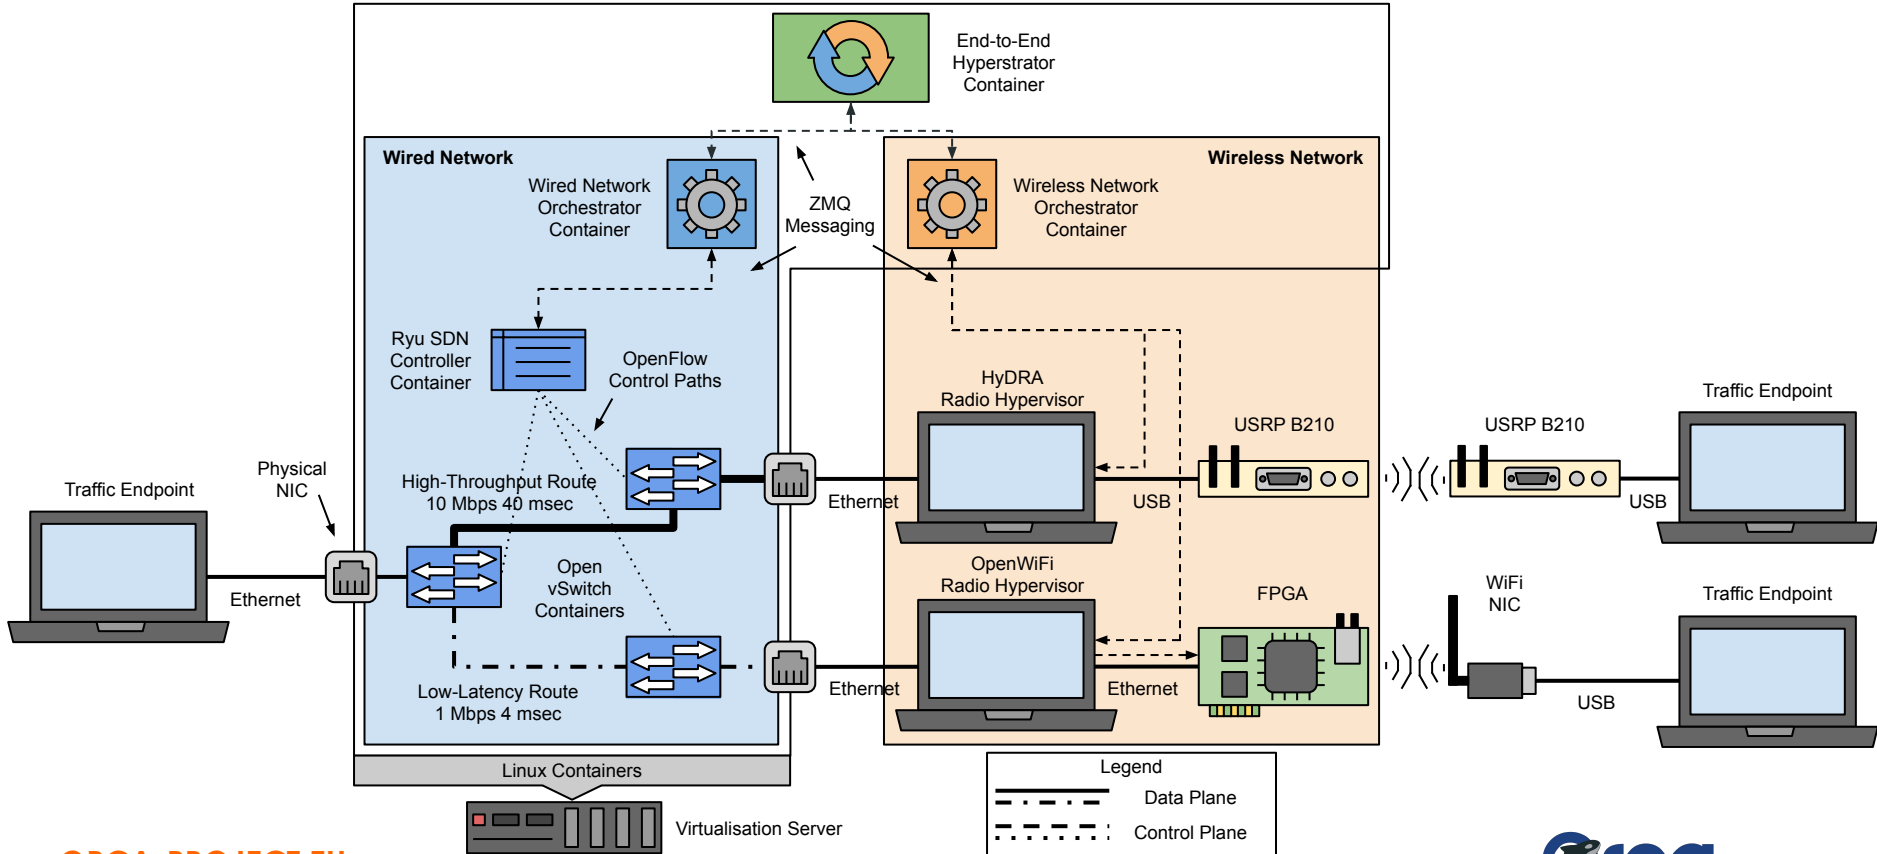 End-to-End
Hyperstrator
Container
Wired Network
Wireless Network
Wired Network
Orchestrator
Container
ZMQ
Messaging
Wireless Network
Orchestrator
Container
Ryu SDN
Controller
Container
OpenFlow
Control Paths
HyDRA
Radio Hypervisor
USRP B210
USRP B210
Traffic Endpoint
Physical
NIC
Traffic Endpoint
High-Throughput Route
10 Mbps 40 msec
Ethernet
USB
USB
Ethernet
Open
vSwitch
Containers
OpenWiFi
Radio Hypervisor
FPGA
WiFi
NIC
Traffic Endpoint
Low-Latency Route
1 Mbps 4 msec
Ethernet
Ethernet
USB
Linux Containers
Legend
Data Plane
Control Plane
Virtualisation Server